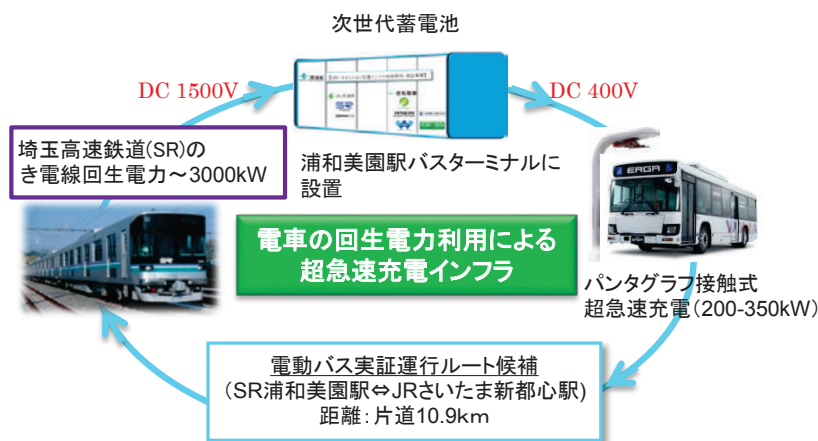 次世代蓄電池
DC 1500V
DC 400V
埼玉高速鉄道(SR)の
き電線回生電力～3000kW
浦和美園駅バスターミナルに
設置
ERGA
SR
電車の回生電力利用による
超急速充電インフラ
パンタグラフ接触式
超急速充電(200-350kW)
電動バス実証運行ルート候補
(SR浦和美園駅⇔JRさいたま新都心駅)
距離:片道10.9km